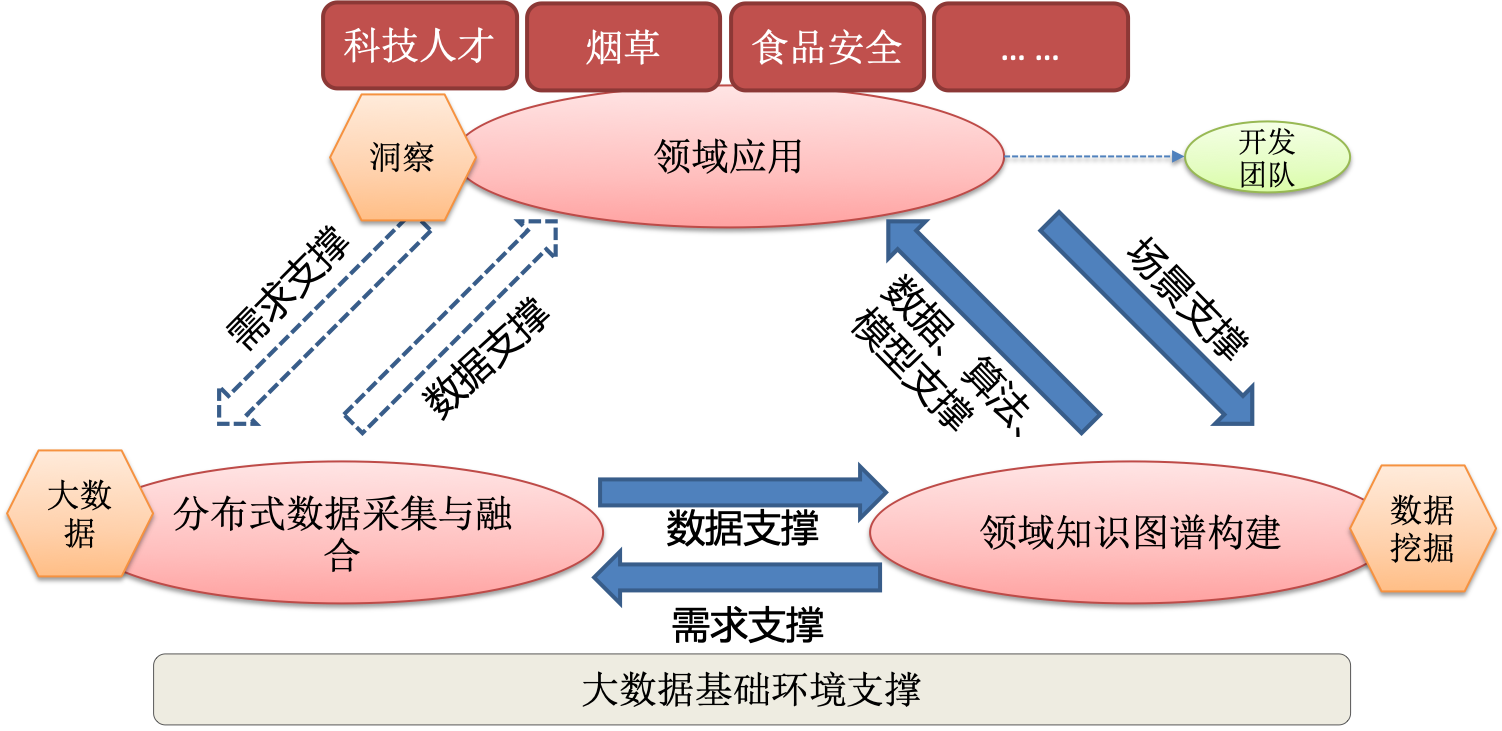 科技人才
烟草
食品安全
... ...
洞察
领域应用
开发
团队
需求支撑
数据支撑
数据、算法、
模型支撑
场景支撑
大数
据
分布式数据采集与融
合
数据支撑
需求支撑
领域知识图谱构建
数据
挖掘
大数据基础环境支撑